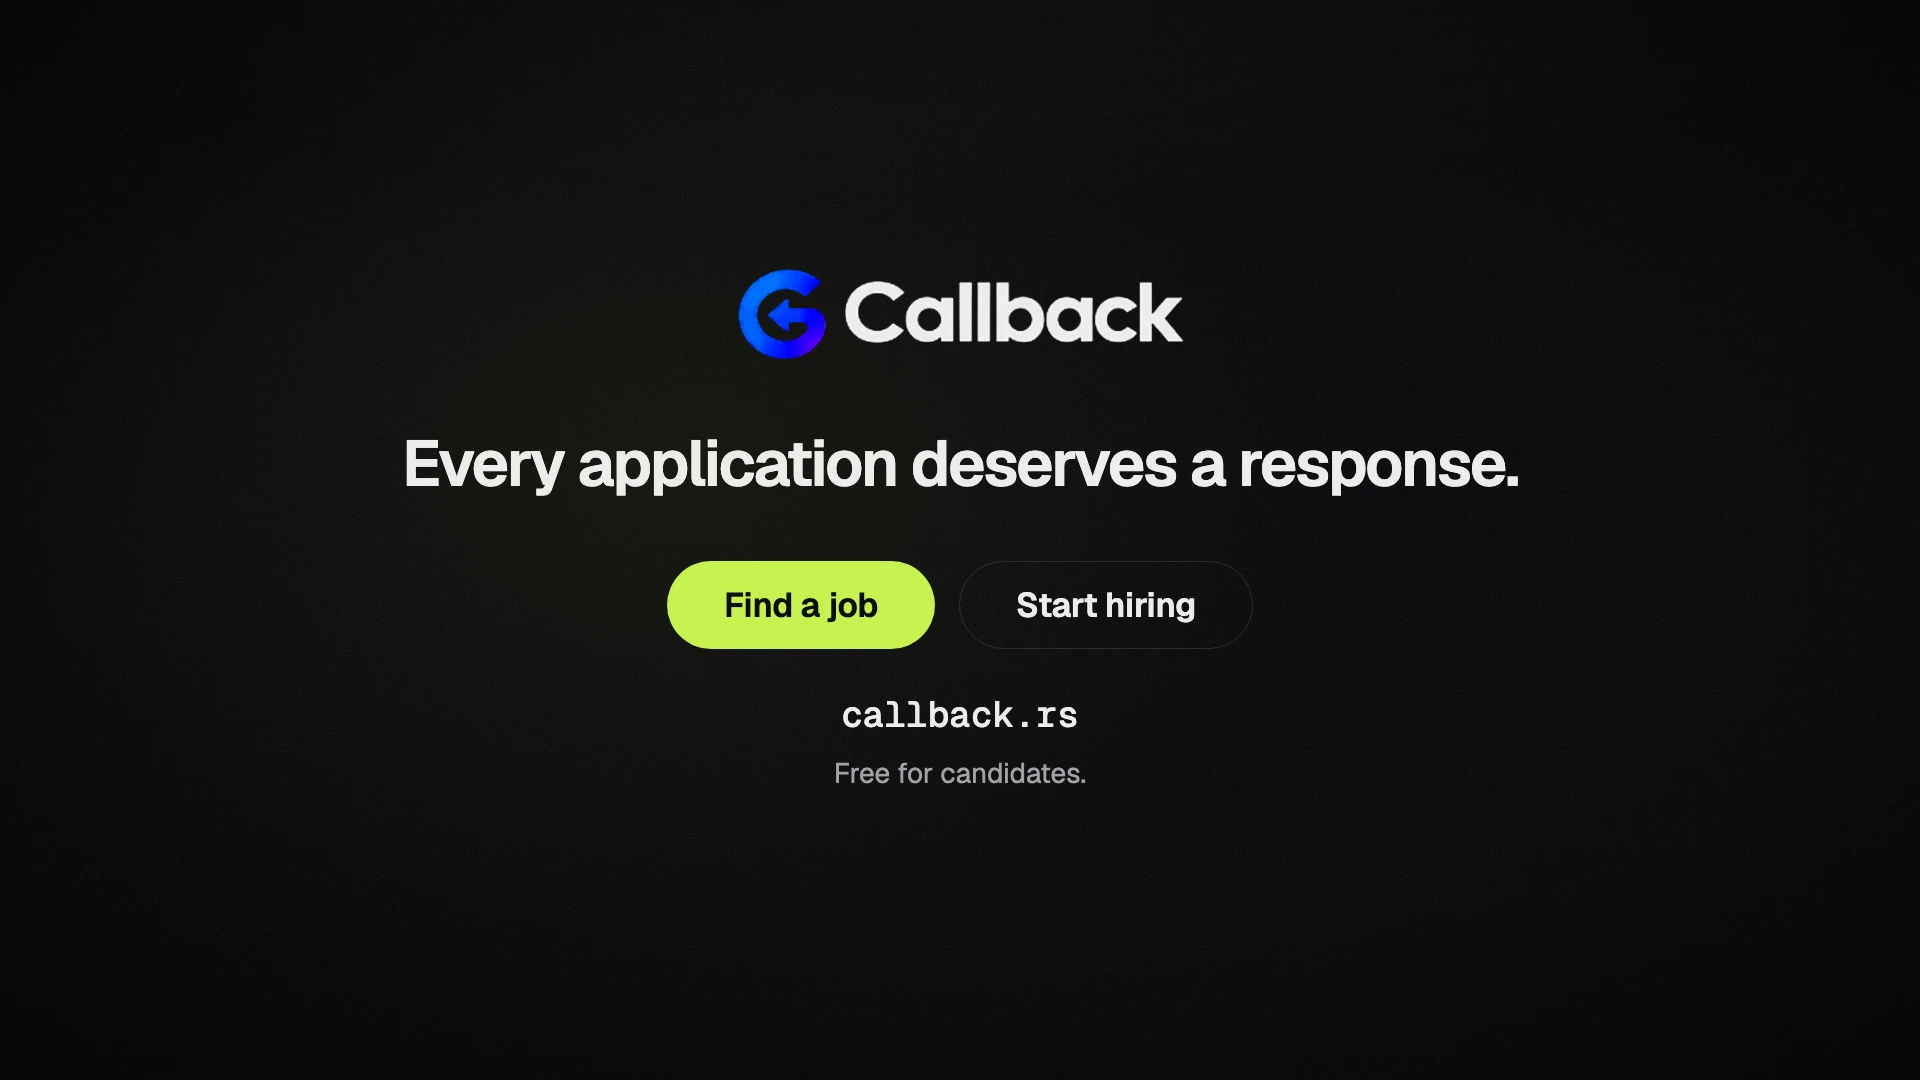 Callback
Every application deserves a response.
Find a job
Start hiring
callback.rs
Free for candidates.